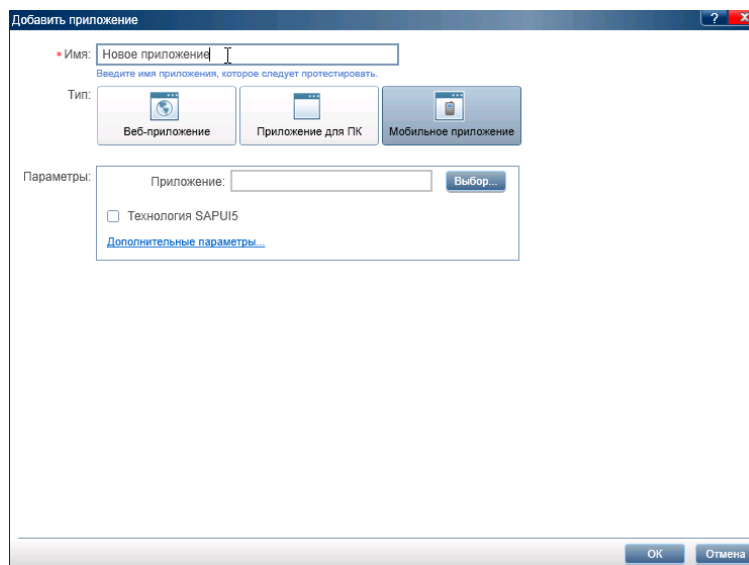 Добавить приложение
?
* Имя: Новое приложение
Введите имя приложения, которое следует протестировать.
Тип:
Веб-приложение Приложение для ПК Мобильное приложение
Параметры:
Приложение: Выбор...
Технология SAPUI5
Дополнительные параметры...
ОК Отмена